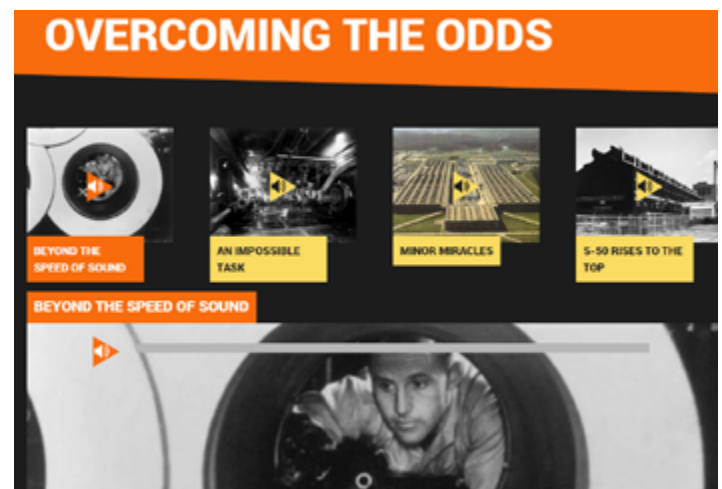 OVERCOMING THE ODDS
BEYOND THE
SPEED OF SOUND
AN IMPOSSIBLE
TASK
MINOR MIRACLES
S-50 RISES TO THE
TOP
BEYOND THE SPEED OF SOUND